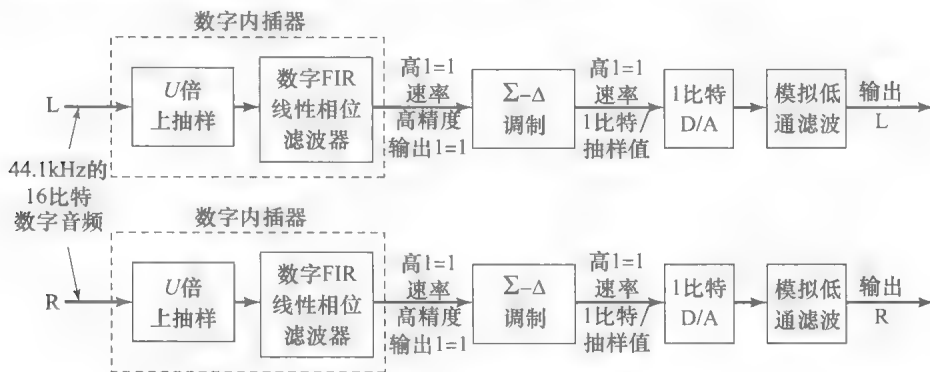 数字内插器
L
U倍
上抽样
数字FIR
线性相位
滤波器
高1=1
速率
高精度
输出1=1
Σ-Δ
调制
高1=1
速率
1比特/
抽样值
1比特
D/A
模拟低
通滤波
输出
L
44.1kHz的
16比特
数字音频
数字内插器
R
U倍
上抽样
数字FIR
线性相位
滤波器
高1=1
速率
高精度
输出1=1
Σ-Δ
调制
高1=1
速率
1比特/
抽样值
1比特
D/A
模拟低
通滤波
输出
R